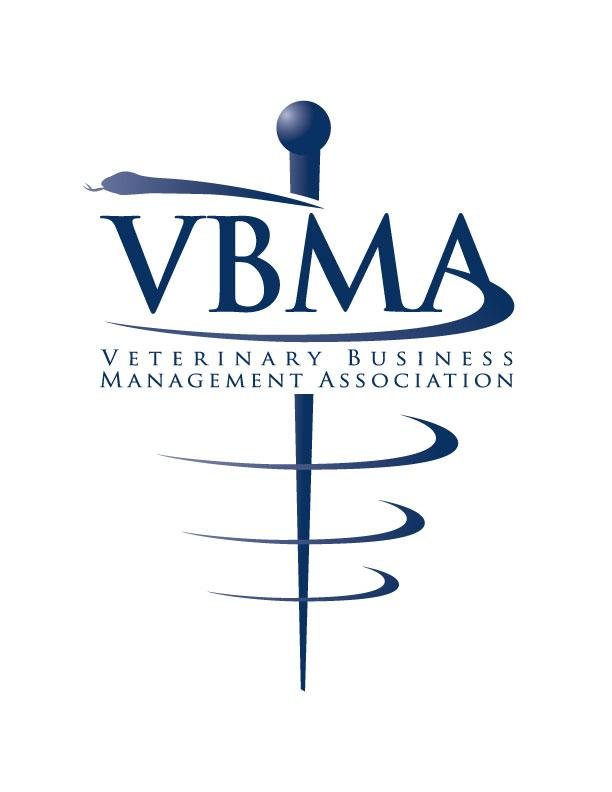 VBMA
VETERINARY BUSINESS
MANAGEMENT ASSOCIATION